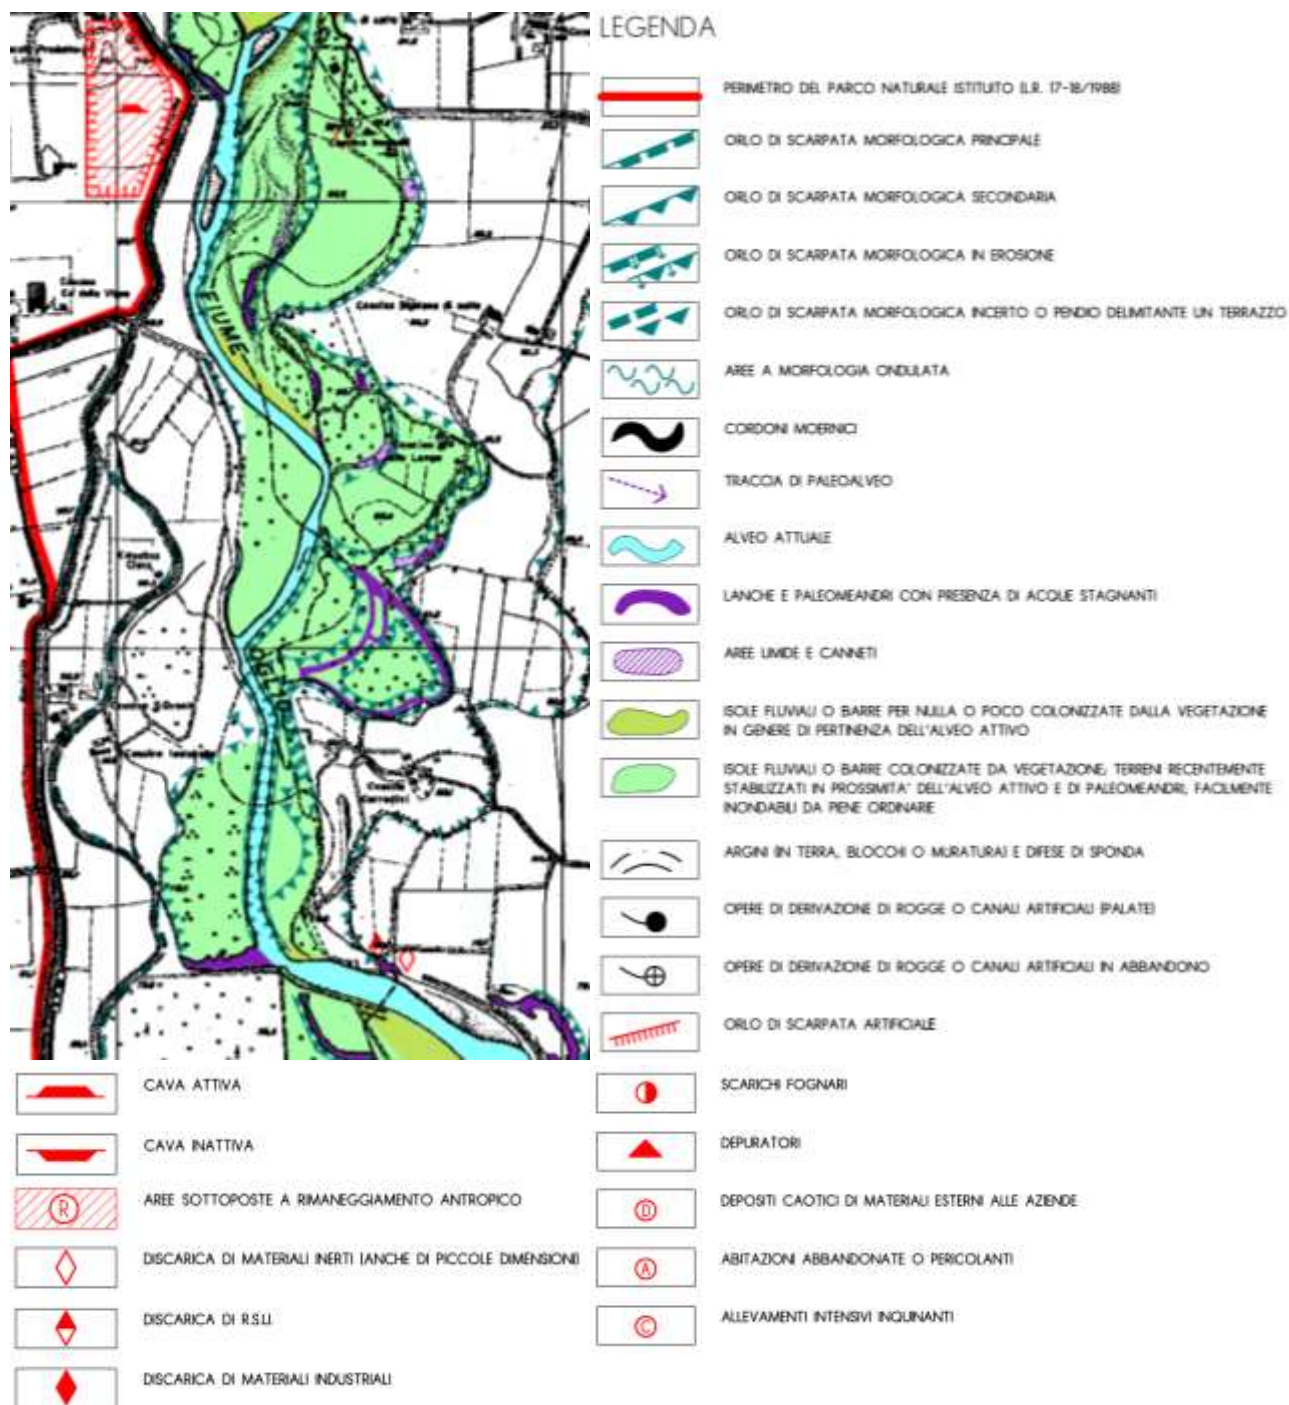 LEGENDA
PERIMETRO DEL PARCO NATURALE ISTITUITO (L.R. 17-18/1988)
ORLO DI SCARPATA MORFOLOGICA PRINCIPALE
ORLO DI SCARPATA MORFOLOGICA SECONDARIA
ORLO DI SCARPATA MORFOLOGICA IN EROSIONE
ORLO DI SCARPATA MORFOLOGICA INCERTO O PENDIO DELIMITANTE UN TERRAZZO
AREE A MORFOLOGIA ONDULATA
CORDONI MOERNICI
TRACCIA DI PALEOALVEO
ALVEO ATTUALE
LANCHE E PALEOMEANDRI CON PRESENZA DI ACQUE STAGNANTI
AREE UMIDE E CANNETI
ISOLE FLUVIALI O BARRE PER NULLA O POCO COLONIZZATE DALLA VEGETAZIONE
IN GENERE DI PERTINENZA DELL'ALVEO ATTIVO
ISOLE FLUVIALI O BARRE COLONIZZATE DA VEGETAZIONE; TERRENI RECENTEMENTE
STABILIZZATI IN PROSSIMITA' DELL'ALVEO ATTIVO E DI PALEOMEANDRI, FACILMENTE
INONDABILI DA PIENE ORDINARIE
ARGINI (IN TERRA, BLOCCHI O MURATURA) E DIFESE DI SPONDA
OPERE DI DERIVAZIONE DI ROGGE O CANALI ARTIFICIALI (PALATE)
OPERE DI DERIVAZIONE DI ROGGE O CANALI ARTIFICIALI IN ABBANDONO
ORLO DI SCARPATA ARTIFICIALE
FIUME
OGLIO
CAVA ATTIVA
CAVA INATTIVA
R
AREE SOTTOPOSTE A RIMANEGGIAMENTO ANTROPICO
DISCARICA DI MATERIALI INERTI (ANCHE DI PICCOLE DIMENSIONI)
DISCARICA DI R.S.U.
DISCARICA DI MATERIALI INDUSTRIALI
SCARICHI FOGNARI
DEPURATORI
D
DEPOSITI CAOTICI DI MATERIALI ESTERNI ALLE AZIENDE
A
ABITAZIONI ABBANDONATE O PERICOLANTI
C
ALLEVAMENTI INTENSIVI INQUINANTI